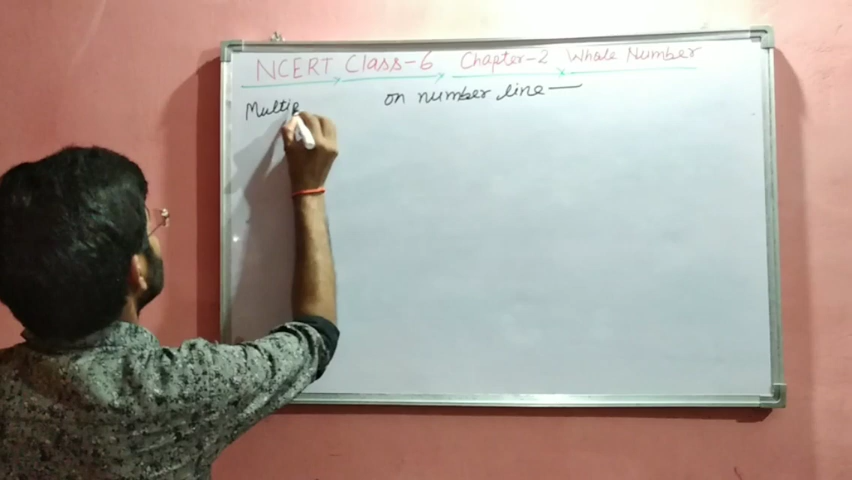 NCERT Class-6 Chapter-2 Whole Number
Multip on number line —